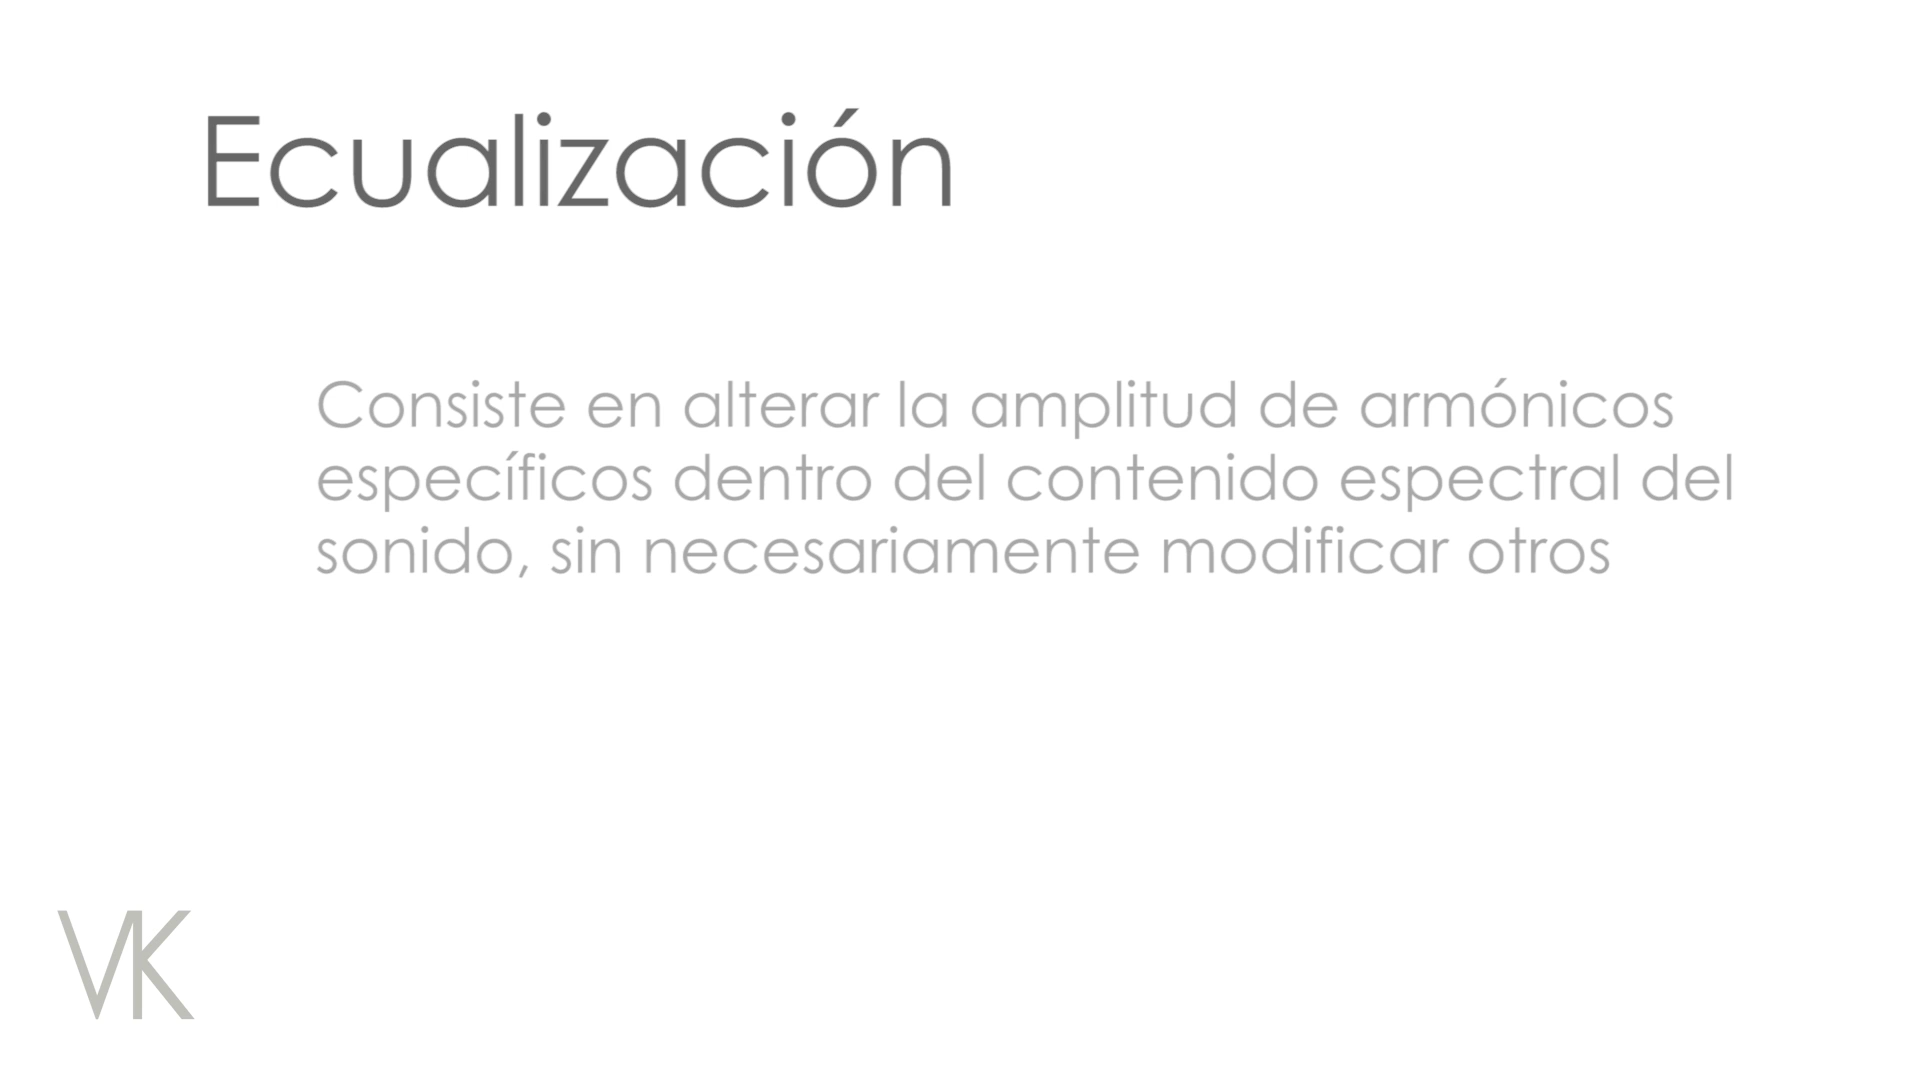 Ecualización
Consiste en alterar la amplitud de armónicos
específicos dentro del contenido espectral del
sonido, sin necesariamente modificar otros
VK